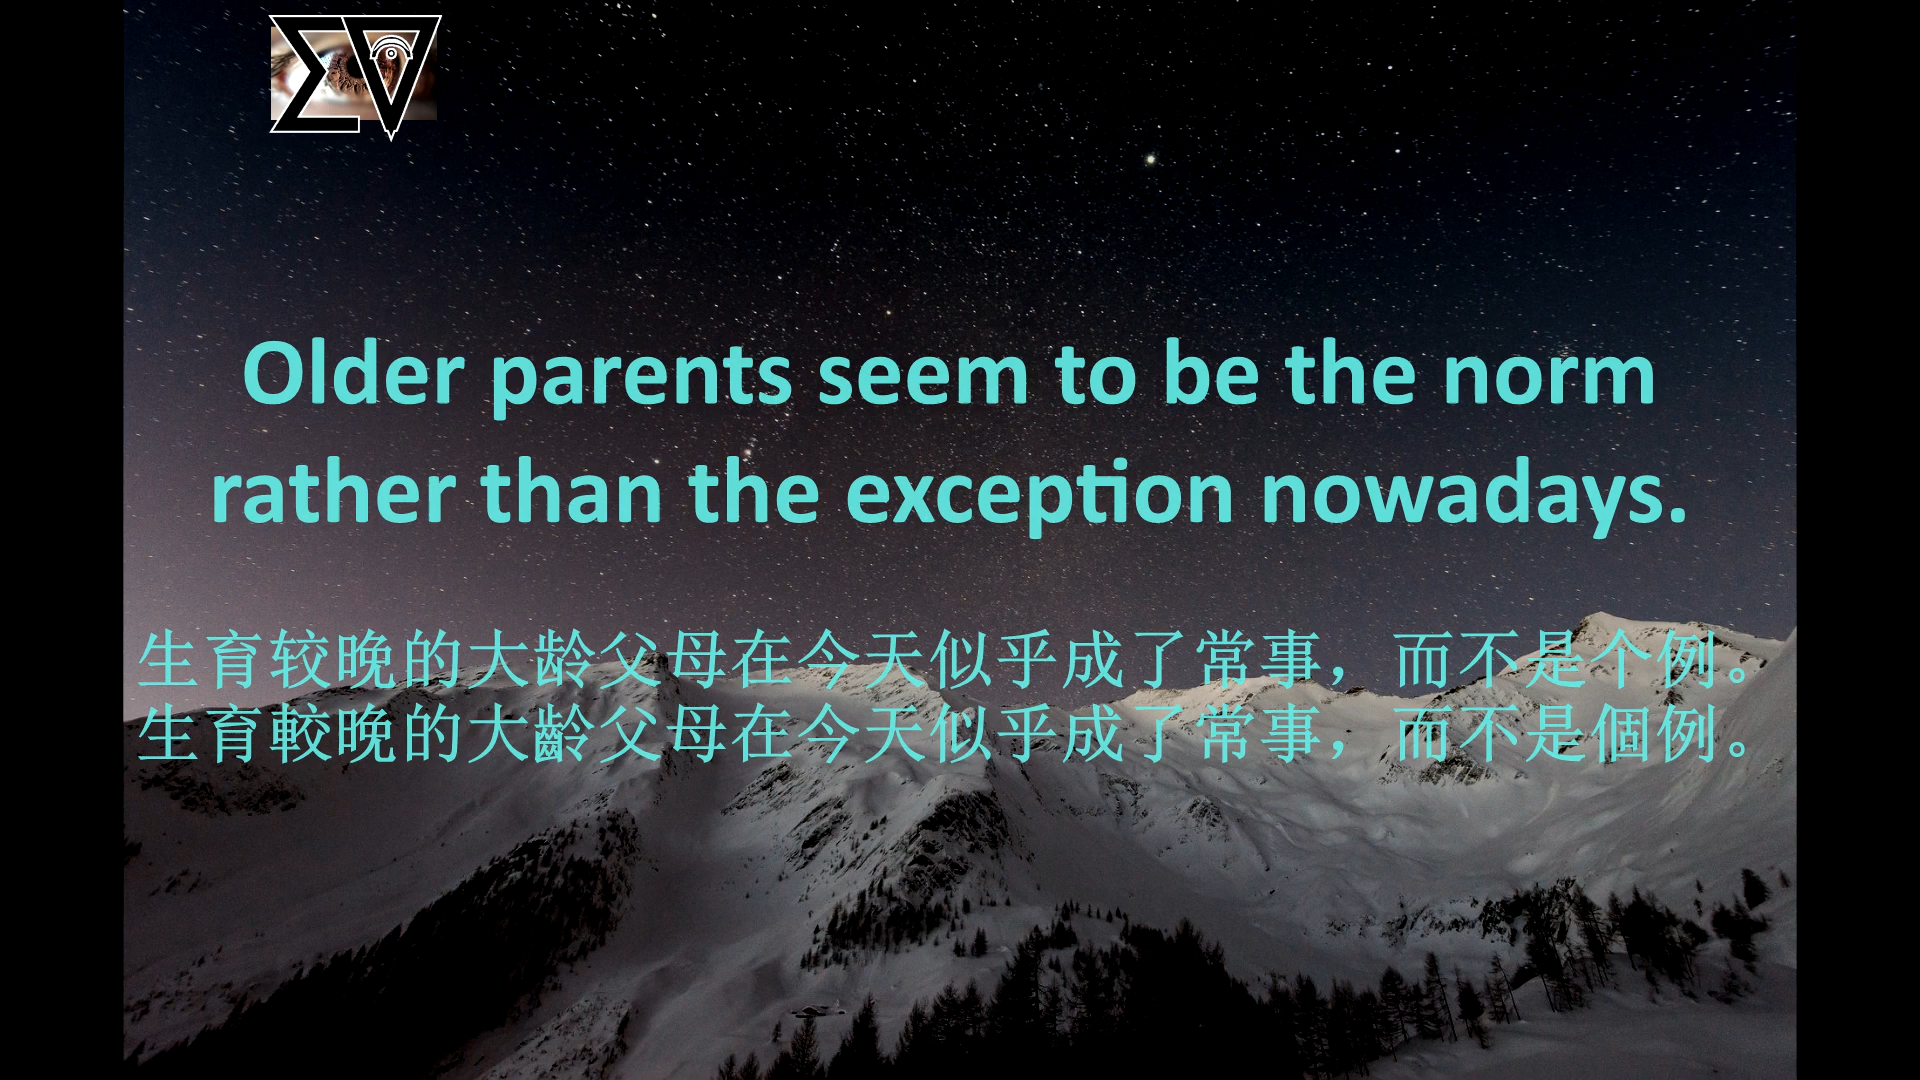 Older parents seem to be the norm
rather than the exception nowadays.
生育较晚的大龄父母在今天似乎成了常事，而不是个例。
生育較晚的大齡父母在今天似乎成了常事，而不是個例。